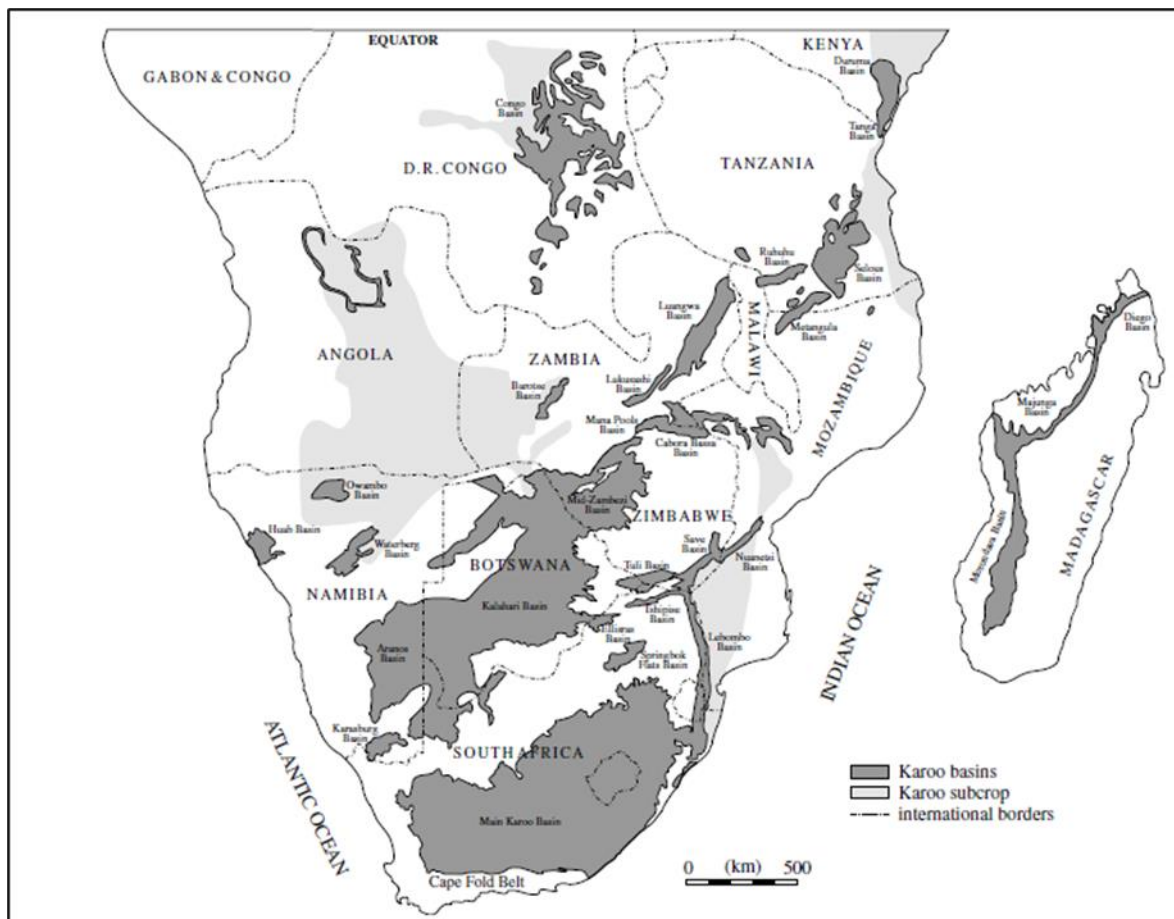 EQUATOR
KENYA
GABON & CONGO
Duruma
Basin
Congo
Basin
Tanga
Basin
D.R. CONGO
TANZANIA
Ruhuhu
Basin
Selous
Basin
Luangwa
Basin
MALAWI
Metangula
Basin
Diego
Basin
ANGOLA
ZAMBIA
Lukusashi
Basin
Barotse
Basin
MOZAMBIQUE
Majunga
Basin
Mana Pools
Basin
Cabora Bassa
Basin
Owambo
Basin
Mid-Zambezi
Basin
ZIMBABWE
Huab Basin
Waterberg
Basin
Save
Basin
Nuanetsi
Basin
BOTSWANA
Tuli Basin
Morondava Basin
MADAGASCAR
NAMIBIA
Kalahari Basin
Tshipise
Basin
Ellisras
Basin
Lebombo
Basin
INDIAN OCEAN
Aranos
Basin
Springbok
Flats Basin
Karasburg
Basin
SOUTH AFRICA
ATLANTIC OCEAN
Karoo basins
Karoo subcrop
international borders
Main Karoo Basin
0 (km) 500
Cape Fold Belt